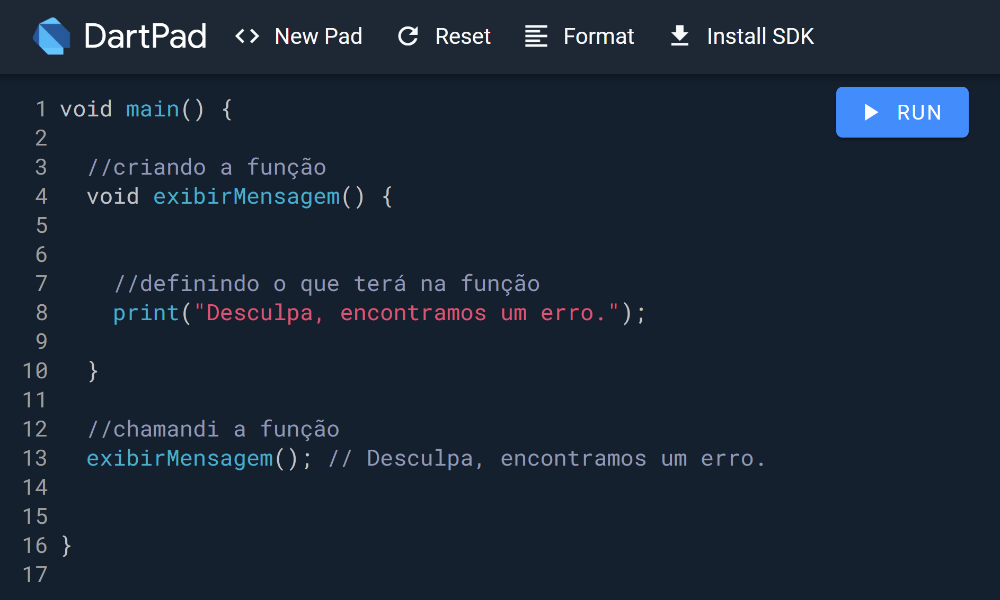 DartPad <> New Pad Reset Format Install SDK
RUN
1 void main() {
2
3   //criando a função
4   void exibirMensagem() {
5
6
7     //definindo o que terá na função
8     print("Desculpa, encontramos um erro.");
9
10   }
11
12   //chamandi a função
13   exibirMensagem(); // Desculpa, encontramos um erro.
14
15
16 }
17